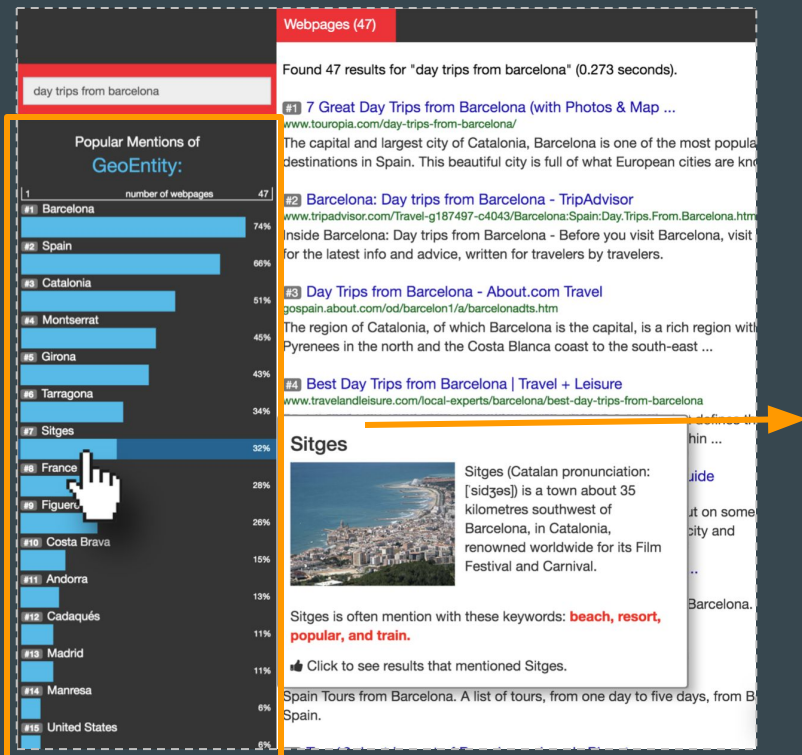 Webpages (47)
day trips from barcelona
Popular Mentions of
GeoEntity:
1 number of webpages 47
#1 Barcelona
74%
#2 Spain
66%
#3 Catalonia
51%
#4 Montserrat
45%
#5 Girona
43%
#6 Tarragona
34%
#7 Sitges
32%
#8 France
28%
#9
26%
#10 Costa Brava
15%
#11 Andorra
13%
#12 Cadaqués
11%
#13 Madrid
11%
#14 Manresa
6%
#15 United States
6%
Found 47 results for "day trips from barcelona" (0.273 seconds).
#1 7 Great Day Trips from Barcelona (with Photos & Map ...
www.touropia.com/day-trips-from-barcelona/
The capital and largest city of Catalonia, Barcelona is one of the most popula
destinations in Spain. This beautiful city is full of what European cities are kno
#2 Barcelona: Day trips from Barcelona - TripAdvisor
www.tripadvisor.com/Travel-g187497-c4043/Barcelona:Spain:Day.Trips.From.Barcelona.htm
Inside Barcelona: Day trips from Barcelona - Before you visit Barcelona, visit
for the latest info and advice, written for travelers by travelers.
#3 Day Trips from Barcelona - About.com Travel
gospain.about.com/od/barcelon1/a/barcelonadts.htm
The region of Catalonia, of which Barcelona is the capital, is a rich region with
Pyrenees in the north and the Costa Blanca coast to the south-east ...
#4 Best Day Trips from Barcelona | Travel + Leisure
www.travelandleisure.com/local-experts/barcelona/best-day-trips-from-barcelona
hin ...
uide
ut on some
city and
..
Barcelona.
Sitges
Sitges (Catalan pronunciation:
[ˈsidʒəs]) is a town about 35
kilometres southwest of
Barcelona, in Catalonia,
renowned worldwide for its Film
Festival and Carnival.
Sitges is often mention with these keywords: beach, resort,
popular, and train.
Click to see results that mentioned Sitges.
Spain Tours from Barcelona. A list of tours, from one day to five days, from B
Spain.